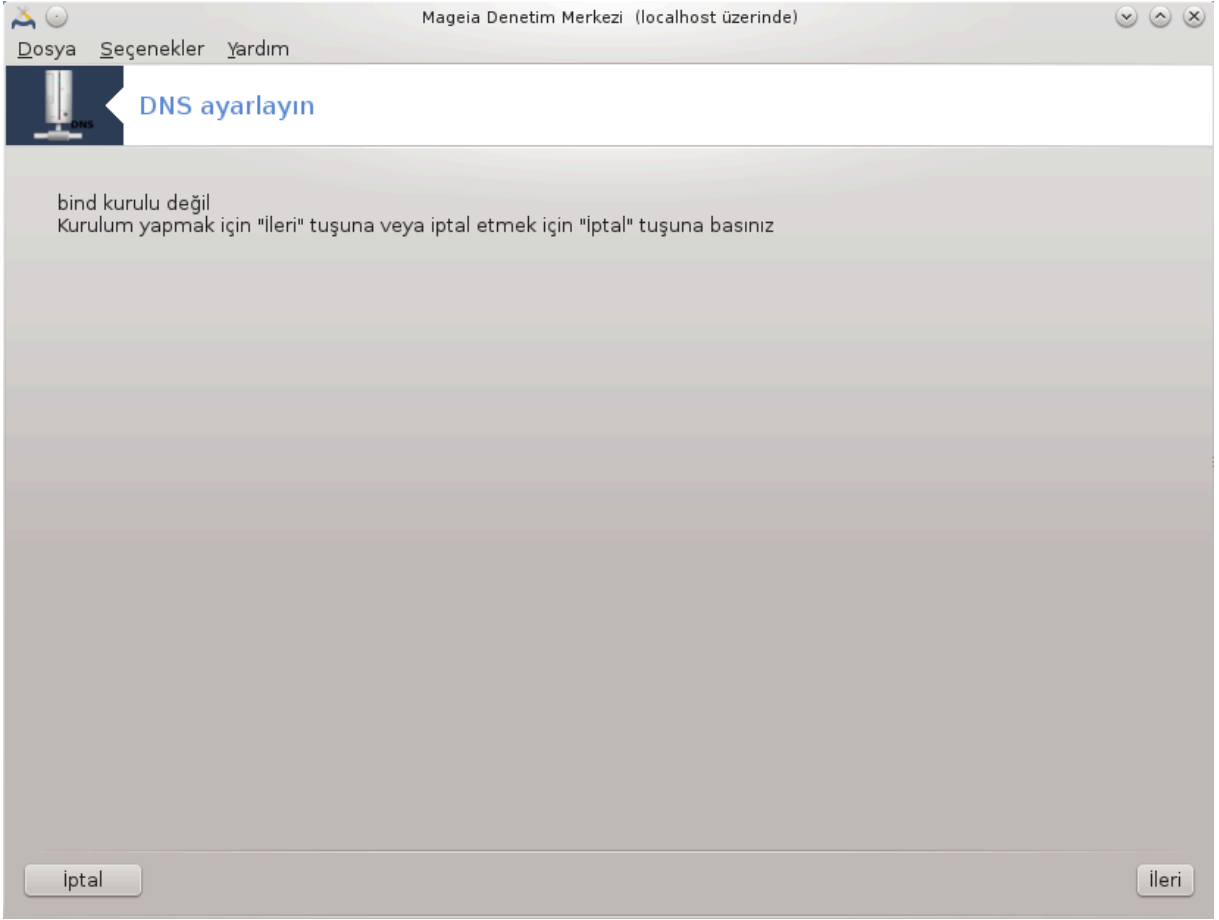 Mageia Denetim Merkezi (localhost üzerinde)
Dosya Seçenekler Yardım
DNS
DNS ayarlayın
bind kurulu değil
Kurulum yapmak için "İleri" tuşuna veya iptal etmek için "İptal" tuşuna basınız
İptal
İleri